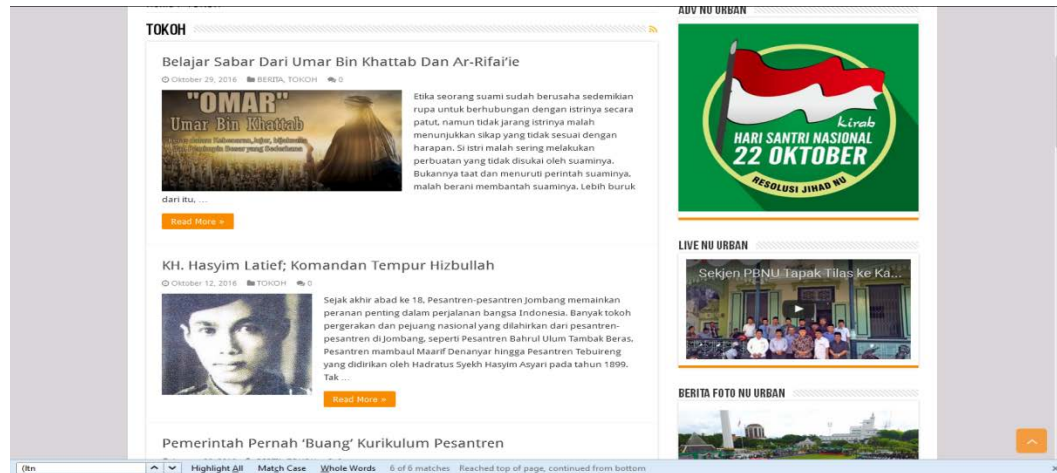 TOKOH
Belajar Sabar Dari Umar Bin Khattab Dan Ar-Rifai'ie
Oktober 29, 2016 BERITA, TOKOH 0
"OMAR"
Umar Bin Khattab
Etika seorang suami sudah berusaha sedemikian
rupa untuk berhubungan dengan istrinya secara
patut, namun tidak jarang istrinya malah
menunjukkan sikap yang tidak sesuai dengan
harapan. Si istri malah sering melakukan
perbuatan yang tidak disukai oleh suaminya.
Bukannya taat dan menuruti perintah suaminya,
malah berani membantah suaminya. Lebih buruk
dari itu, ...
Read More »
KH. Hasyim Latief; Komandan Tempur Hizbullah
Oktober 12, 2016 TOKOH 0
Sejak akhir abad ke 18, Pesantren-pesantren Jombang memainkan
peranan penting dalam perjalanan bangsa Indonesia. Banyak tokoh
pergerakan dan pejuang nasional yang dilahirkan dari pesantren-
pesantren di Jombang, seperti Pesantren Bahrul Ulum Tambak Beras,
Pesantren mambaul Maarif Denanyar hingga Pesantren Tebuireng
yang didirikan oleh Hadratus Syekh Hasyim Asyari pada tahun 1899.
Tak ...
Read More »
Pemerintah Pernah 'Buang' Kurikulum Pesantren
ADV NU URBAN
kirab
HARI SANTRI NASIONAL
22 OKTOBER
RESOLUSI JIHAD NU
LIVE NU URBAN
Sekjen PBNU Tapak Tilas ke Ka...
BERITA FOTO NU URBAN
(ltn
Highlight All Match Case Whole Words 6 of 6 matches Reached top of page, continued from bottom